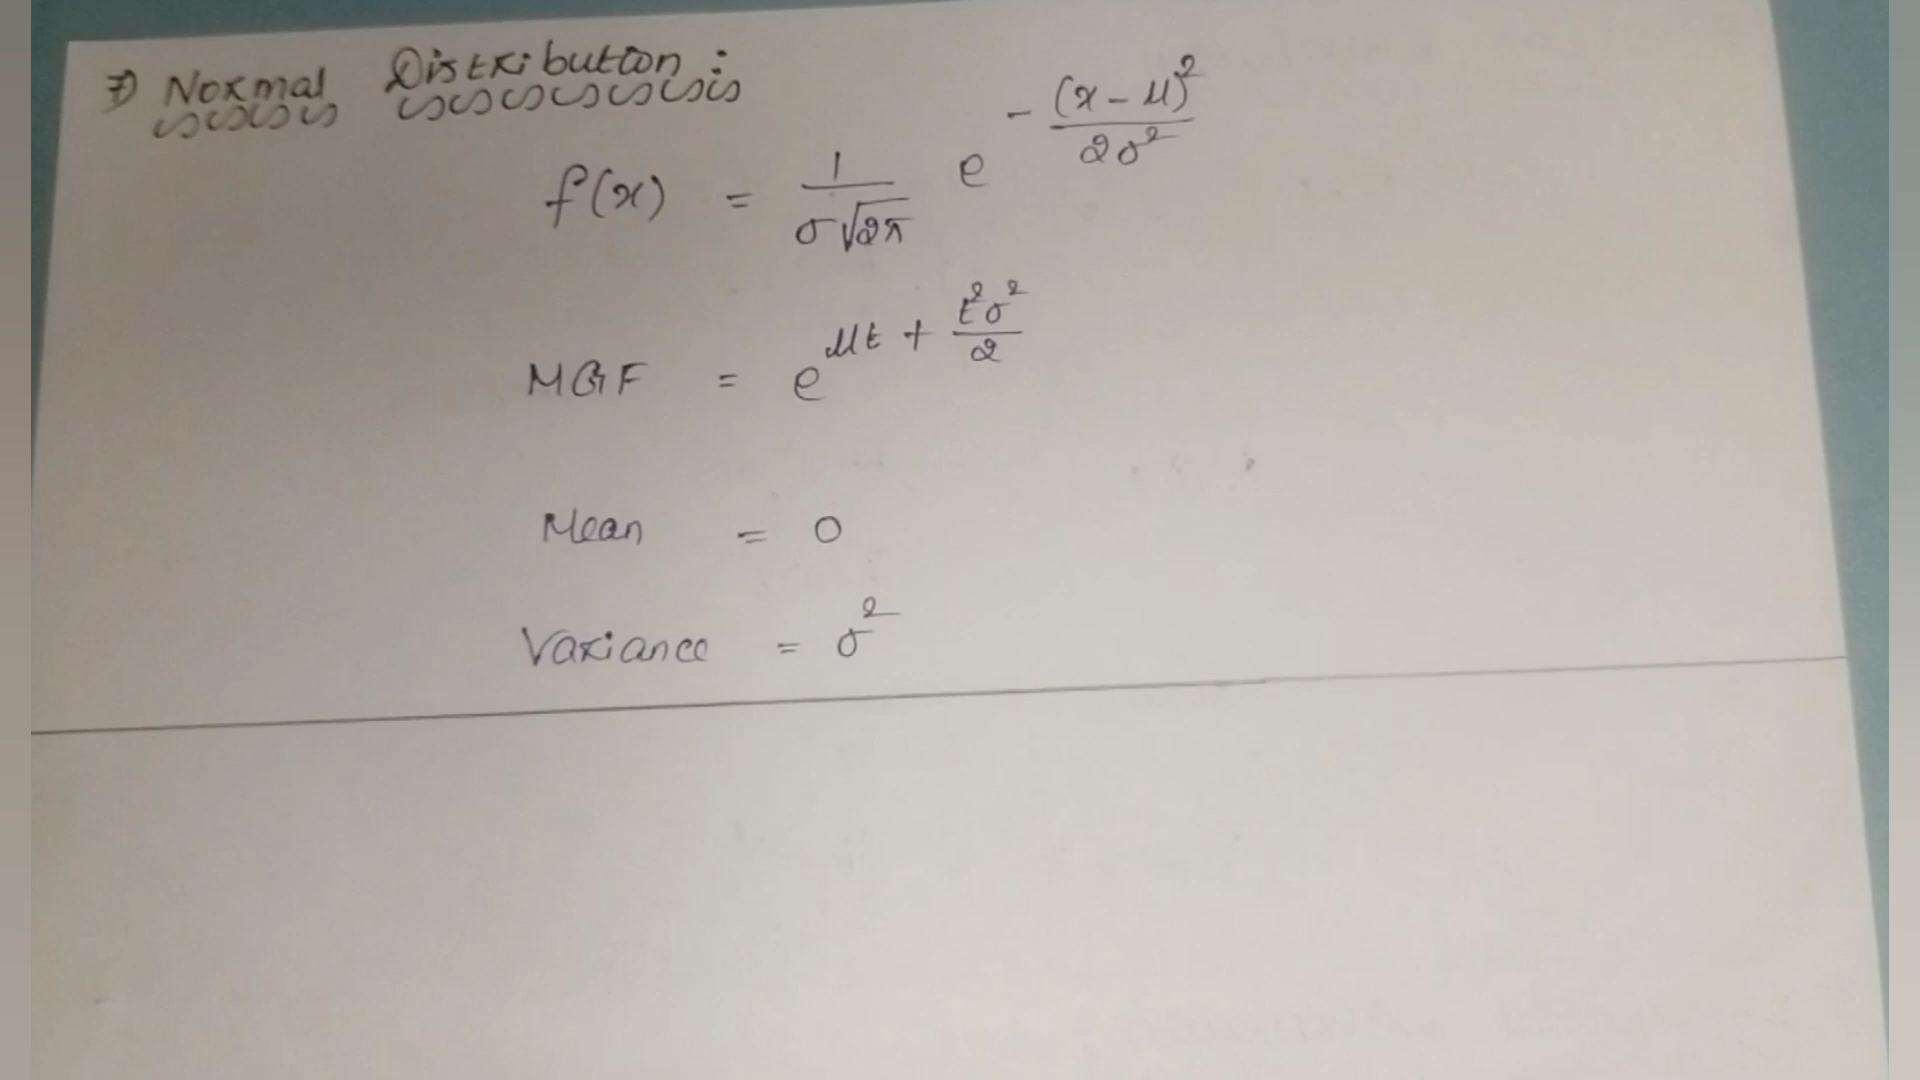 7) Normal Distribution :
f(x) = 1/(σ√2π) e^(-(x-μ)²/(2σ²))
MGF = e^(μt + t²σ²/2)
Mean = 0
Variance = σ²